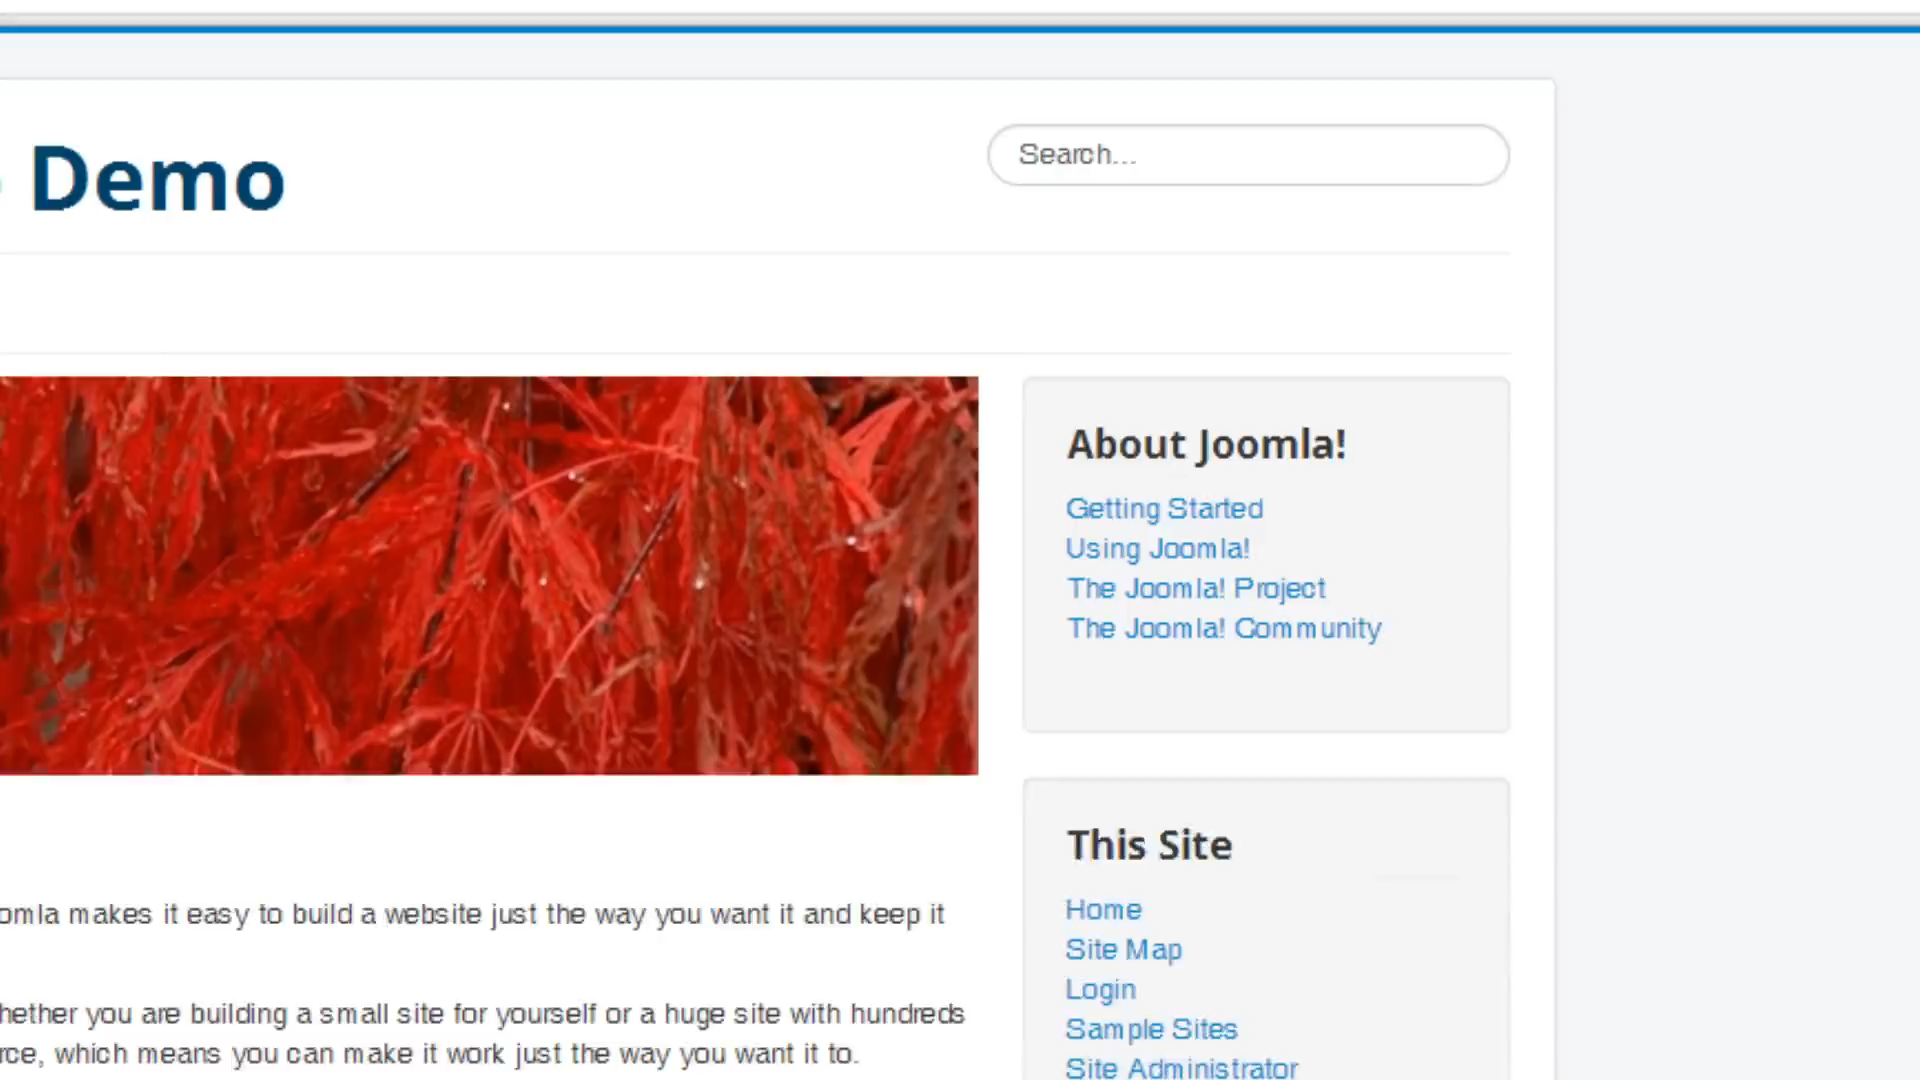 Demo
Search...
About Joomla!
Getting Started
Using Joomla!
The Joomla! Project
The Joomla! Community
This Site
Home
Site Map
Login
Sample Sites
Site Administrator
makes it easy to build a website just the way you want it and keep it
you are building a small site for yourself or a huge site with hundreds
which means you can make it work just the way you want it to.